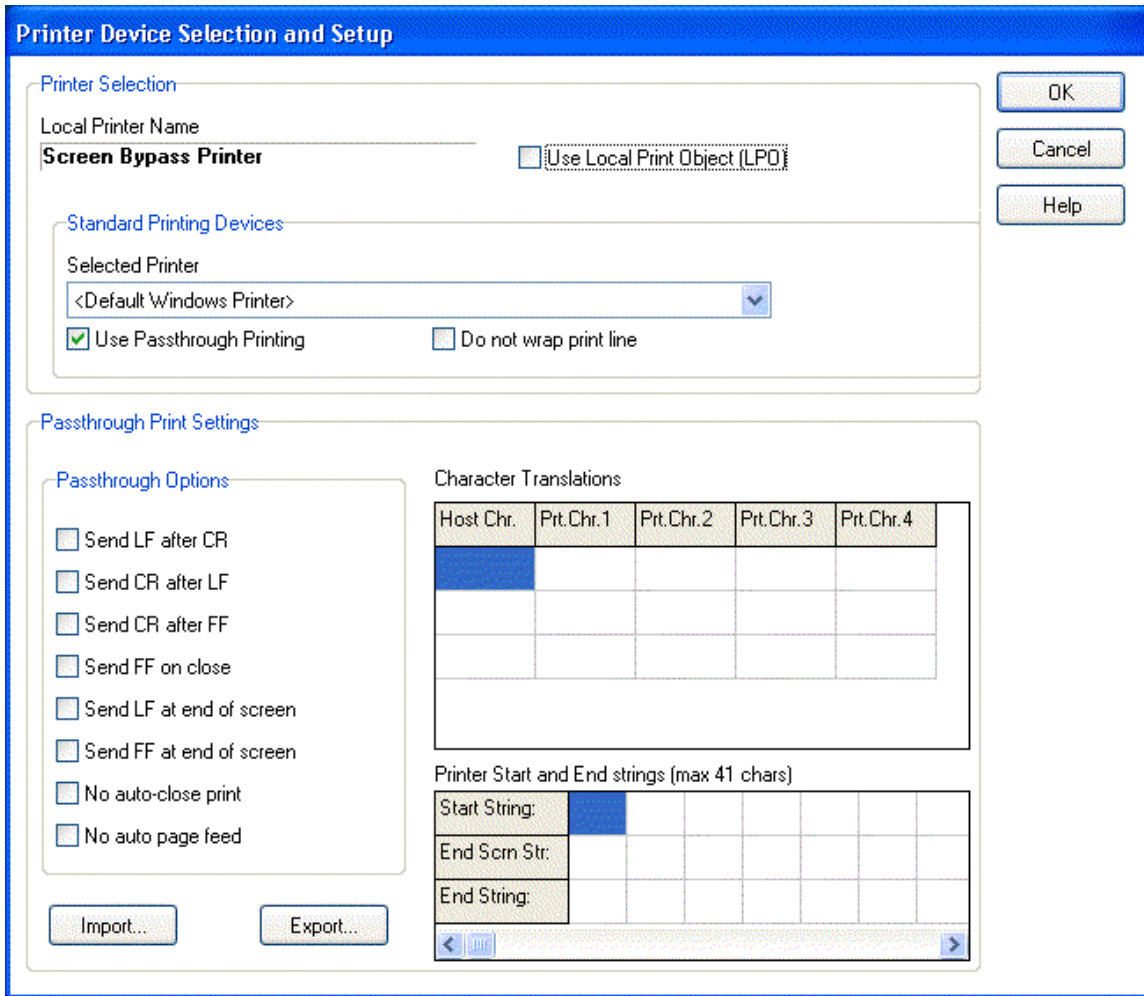 Printer Device Selection and Setup
Printer Selection
OK
Local Printer Name
Screen Bypass Printer
Use Local Print Object (LPO)
Cancel
Help
Standard Printing Devices
Selected Printer
<Default Windows Printer>
Use Passthrough Printing
Do not wrap print line
Passthrough Print Settings
Passthrough Options
Send LF after CR
Send CR after LF
Send CR after FF
Send FF on close
Send LF at end of screen
Send FF at end of screen
No auto-close print
No auto page feed
Import...
Export...
Character Translations
Host Chr. Prt.Chr.1 Prt.Chr.2 Prt.Chr.3 Prt.Chr.4
Printer Start and End strings (max 41 chars)
Start String:
End Scrn Str:
End String: